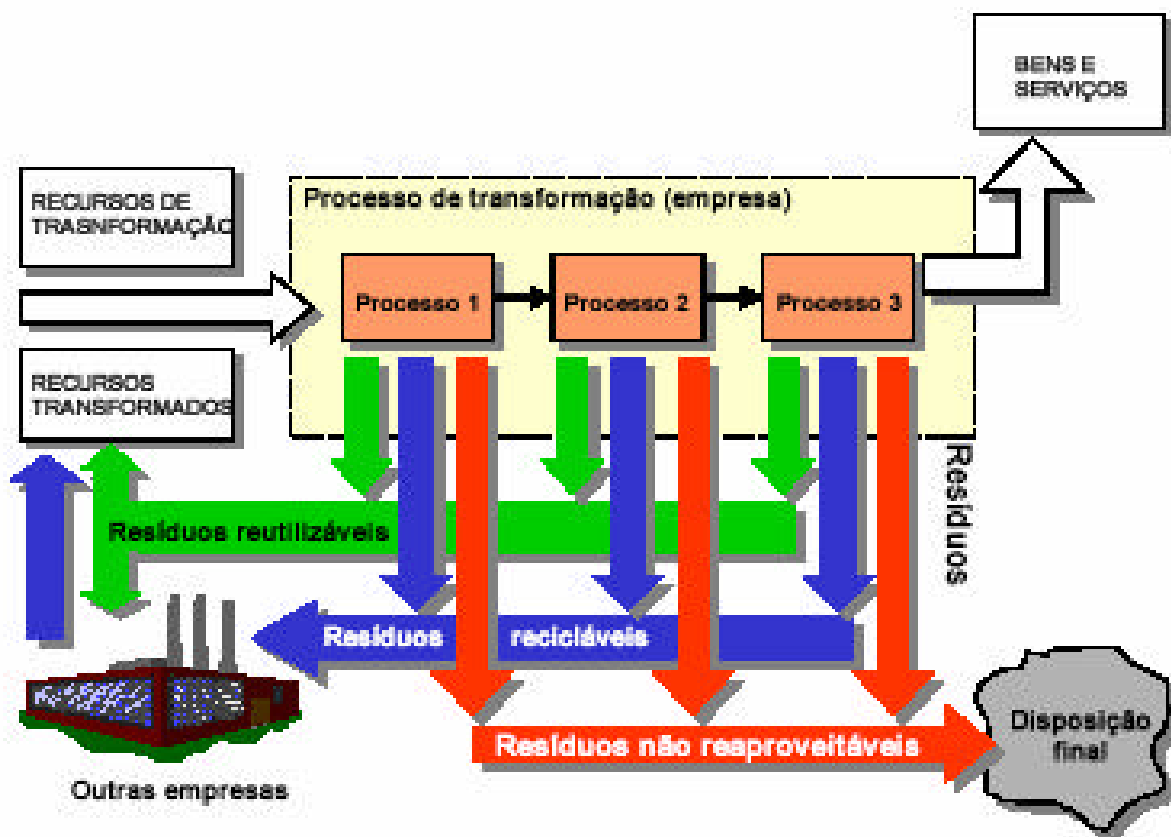 BENS E
SERVIÇOS
RECURSOS DE
TRASNFORMAÇÃO
Processo de transformação (empresa)
Processo 1
Processo 2
Processo 3
RECURSOS
TRANSFORMADOS
Resíduos
Resíduos reutilizáveis
Resíduos recicláveis
Resíduos não reaproveitáveis
Disposição
final
Outras empresas